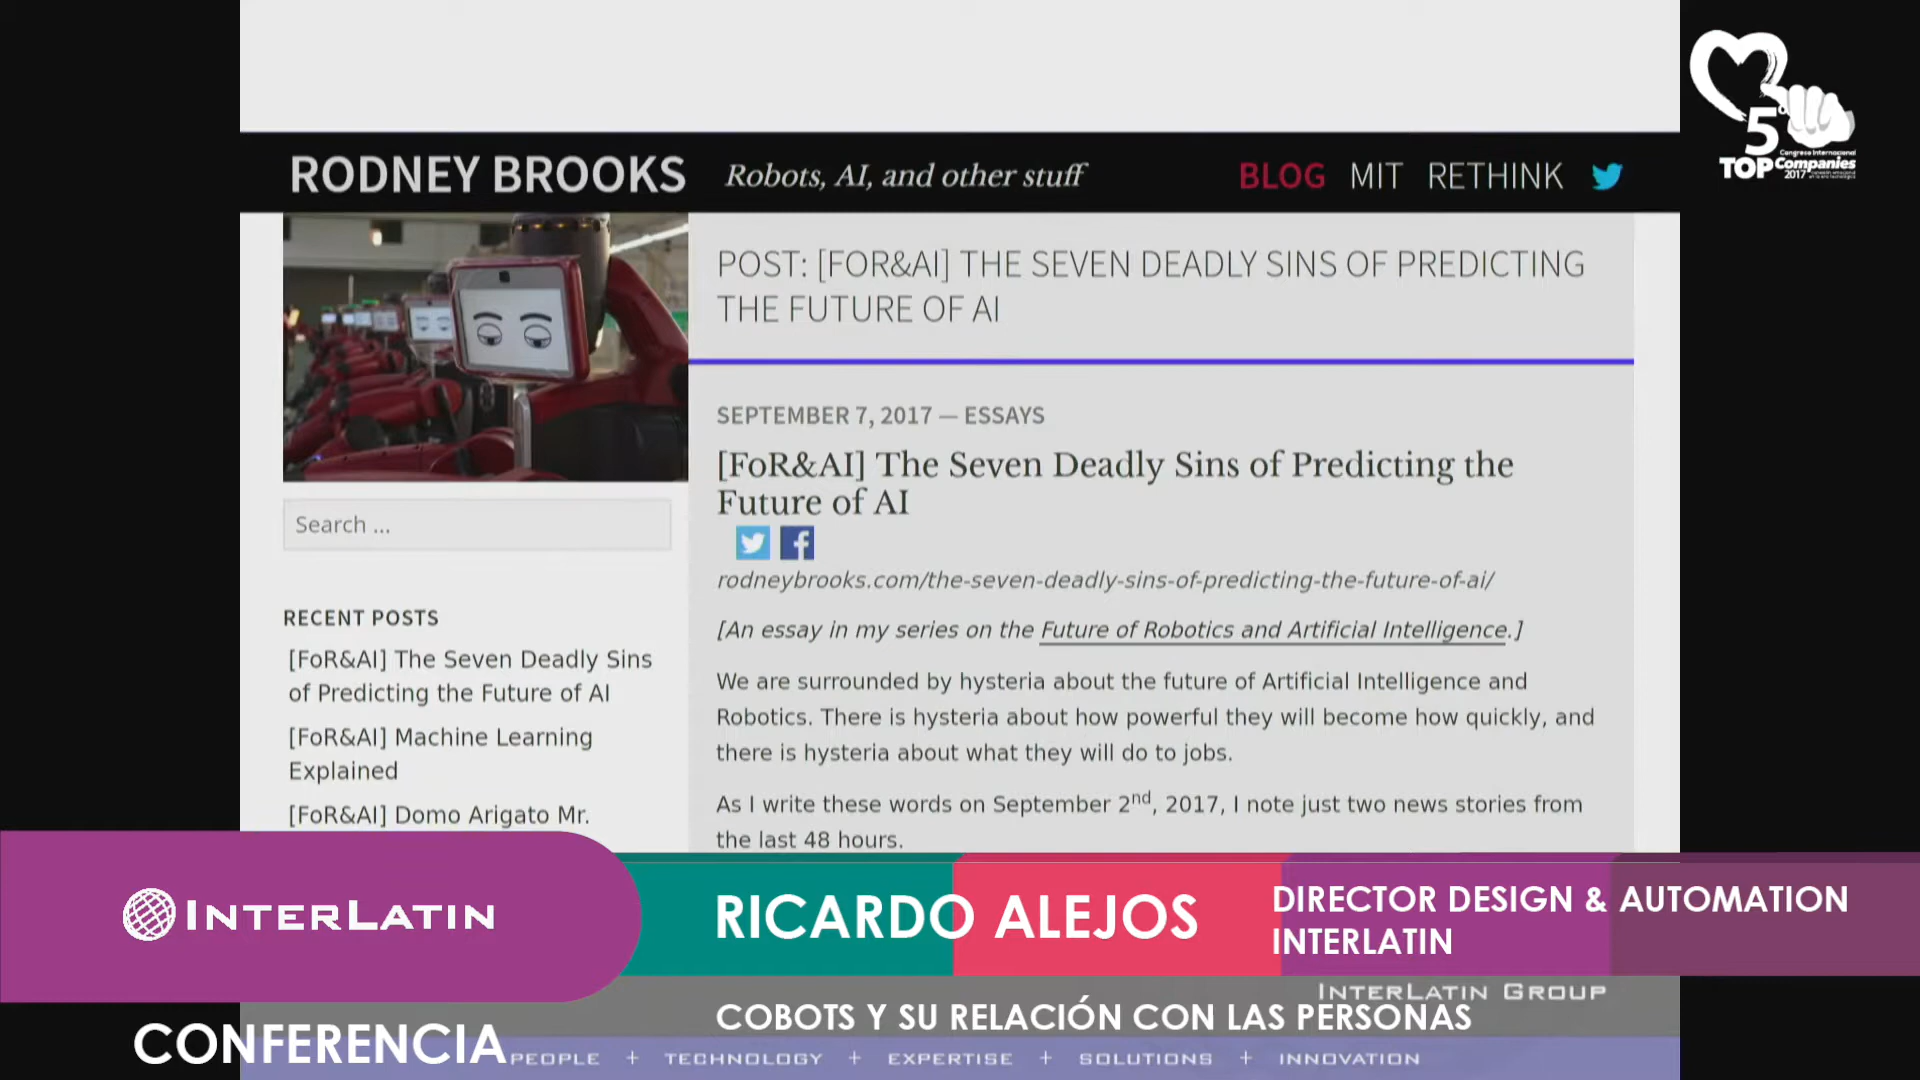 RODNEY BROOKS
Robots, AI, and other stuff
BLOG MIT RETHINK
5º
Congreso Internacional
TOP Companies
2017
POST: [FOR&AI] THE SEVEN DEADLY SINS OF PREDICTING
THE FUTURE OF AI
SEPTEMBER 7, 2017 — ESSAYS
[FoR&AI] The Seven Deadly Sins of Predicting the
Future of AI
rodneybrooks.com/the-seven-deadly-sins-of-predicting-the-future-of-ai/
[An essay in my series on the Future of Robotics and Artificial Intelligence.]
We are surrounded by hysteria about the future of Artificial Intelligence and
Robotics. There is hysteria about how powerful they will become how quickly, and
there is hysteria about what they will do to jobs.
As I write these words on September 2nd, 2017, I note just two news stories from
the last 48 hours.
Search ...
RECENT POSTS
[FoR&AI] The Seven Deadly Sins
of Predicting the Future of AI
[FoR&AI] Machine Learning
Explained
[FoR&AI] Domo Arigato Mr.
INTERLATIN
RICARDO ALEJOS
DIRECTOR DESIGN & AUTOMATION
INTERLATIN
INTERLATIN GROUP
COBOTS Y SU RELACIÓN CON LAS PERSONAS
CONFERENCIA
PEOPLE + TECHNOLOGY + EXPERTISE + SOLUTIONS + INNOVATION